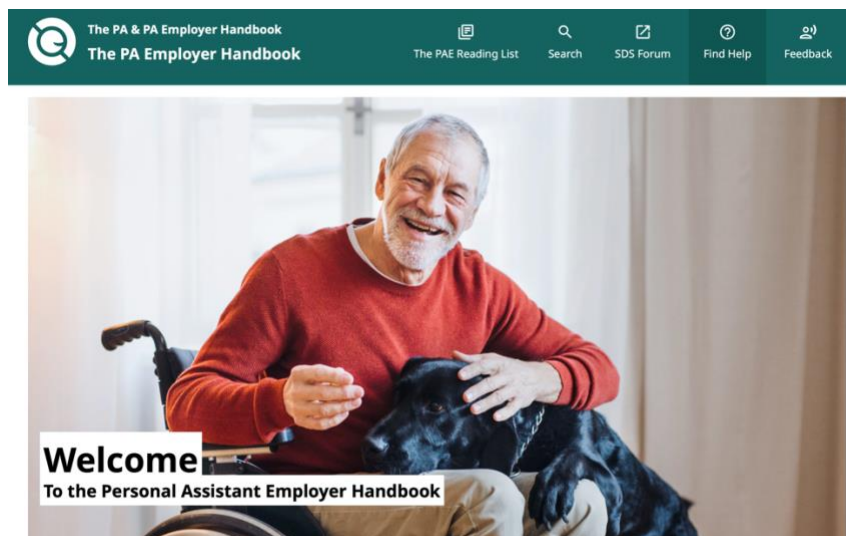 The PA & PA Employer Handbook
The PA Employer Handbook
The PAE Reading List
Search
SDS Forum
Find Help
Feedback
Welcome
To the Personal Assistant Employer Handbook